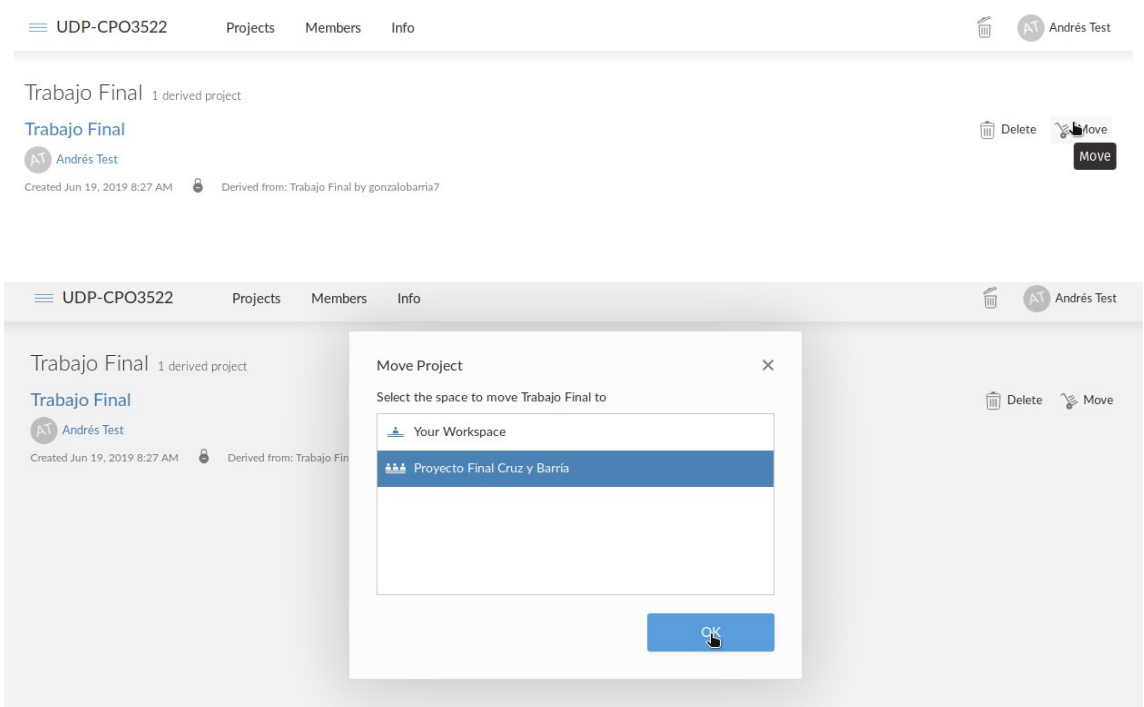 UDP-CPO3522 Projects Members Info AT Andrés Test
Trabajo Final 1 derived project
Trabajo Final Delete Move
AT Andrés Test Move
Created Jun 19, 2019 8:27 AM Derived from: Trabajo Final by gonzalobarria7
UDP-CPO3522 Projects Members Info AT Andrés Test
Trabajo Final 1 derived project
Move Project
Trabajo Final Select the space to move Trabajo Final to Delete Move
AT Andrés Test Your Workspace
Created Jun 19, 2019 8:27 AM Derived from: Trabajo Fin
Proyecto Final Cruz y Barría
OK